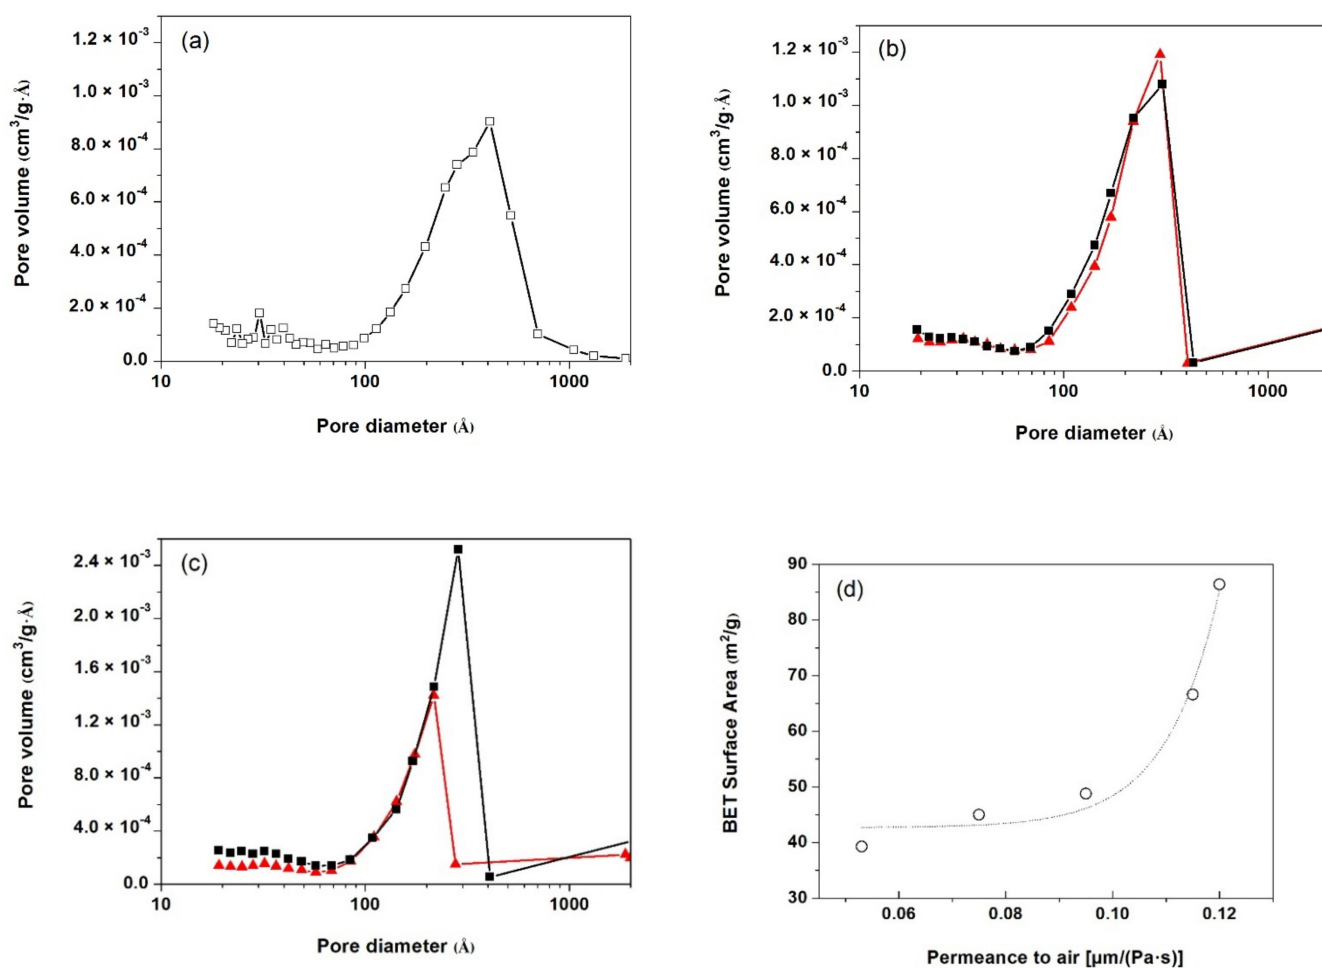 (a)
Pore volume (cm³/g·Å)
1.2 × 10⁻³
1.0 × 10⁻³
8.0 × 10⁻⁴
6.0 × 10⁻⁴
4.0 × 10⁻⁴
2.0 × 10⁻⁴
0.0
10 100 1000
Pore diameter (Å)
(b)
Pore volume (cm³/g·Å)
1.2 × 10⁻³
1.0 × 10⁻³
8.0 × 10⁻⁴
6.0 × 10⁻⁴
4.0 × 10⁻⁴
2.0 × 10⁻⁴
0.0
10 100 1000
Pore diameter (Å)
(c)
Pore volume (cm³/g·Å)
2.4 × 10⁻³
2.0 × 10⁻³
1.6 × 10⁻³
1.2 × 10⁻³
8.0 × 10⁻⁴
4.0 × 10⁻⁴
0.0
10 100 1000
Pore diameter (Å)
(d)
BET Surface Area (m²/g)
90
80
70
60
50
40
30
0.06 0.08 0.10 0.12
Permeance to air [µm/(Pa·s)]